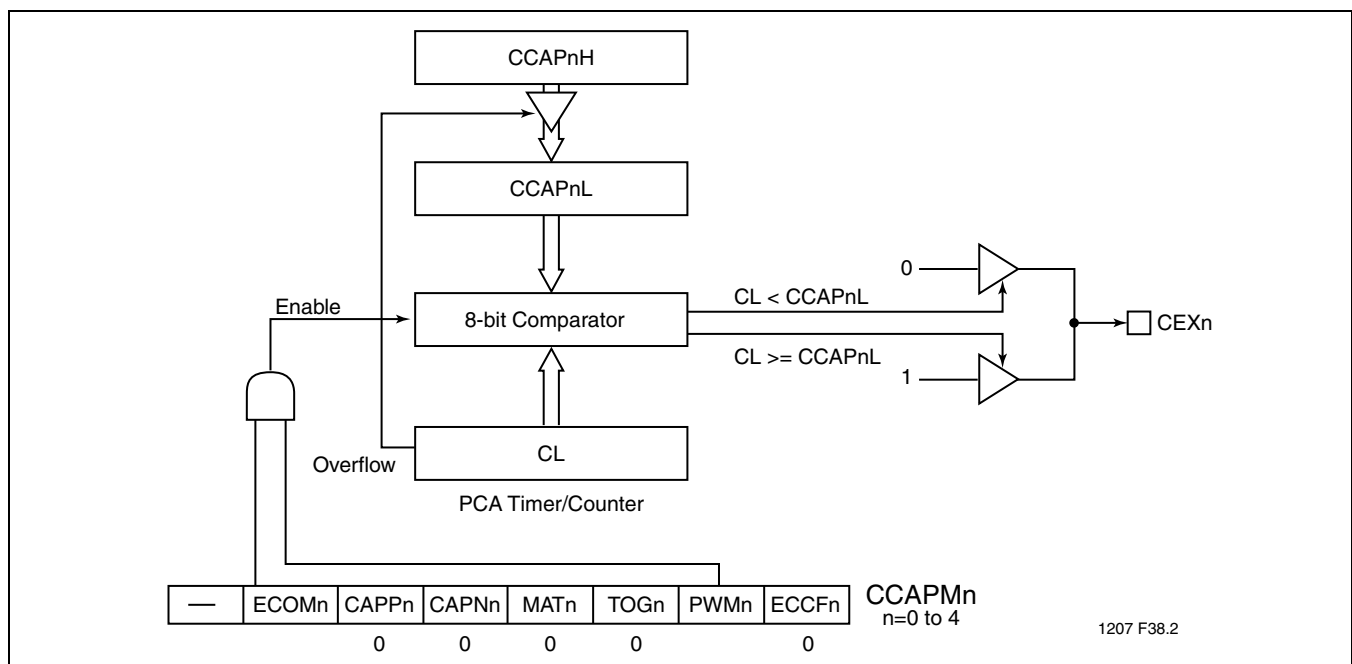 CCAPnH
CCAPnL
0
CL < CCAPnL
Enable
8-bit Comparator
CEXn
CL >= CCAPnL
1
CL
Overflow
PCA Timer/Counter
— ECOMn CAPPn CAPNn MATn TOGn PWMn ECCFn CCAPMn
n=0 to 4
0 0 0 0 0
1207 F38.2